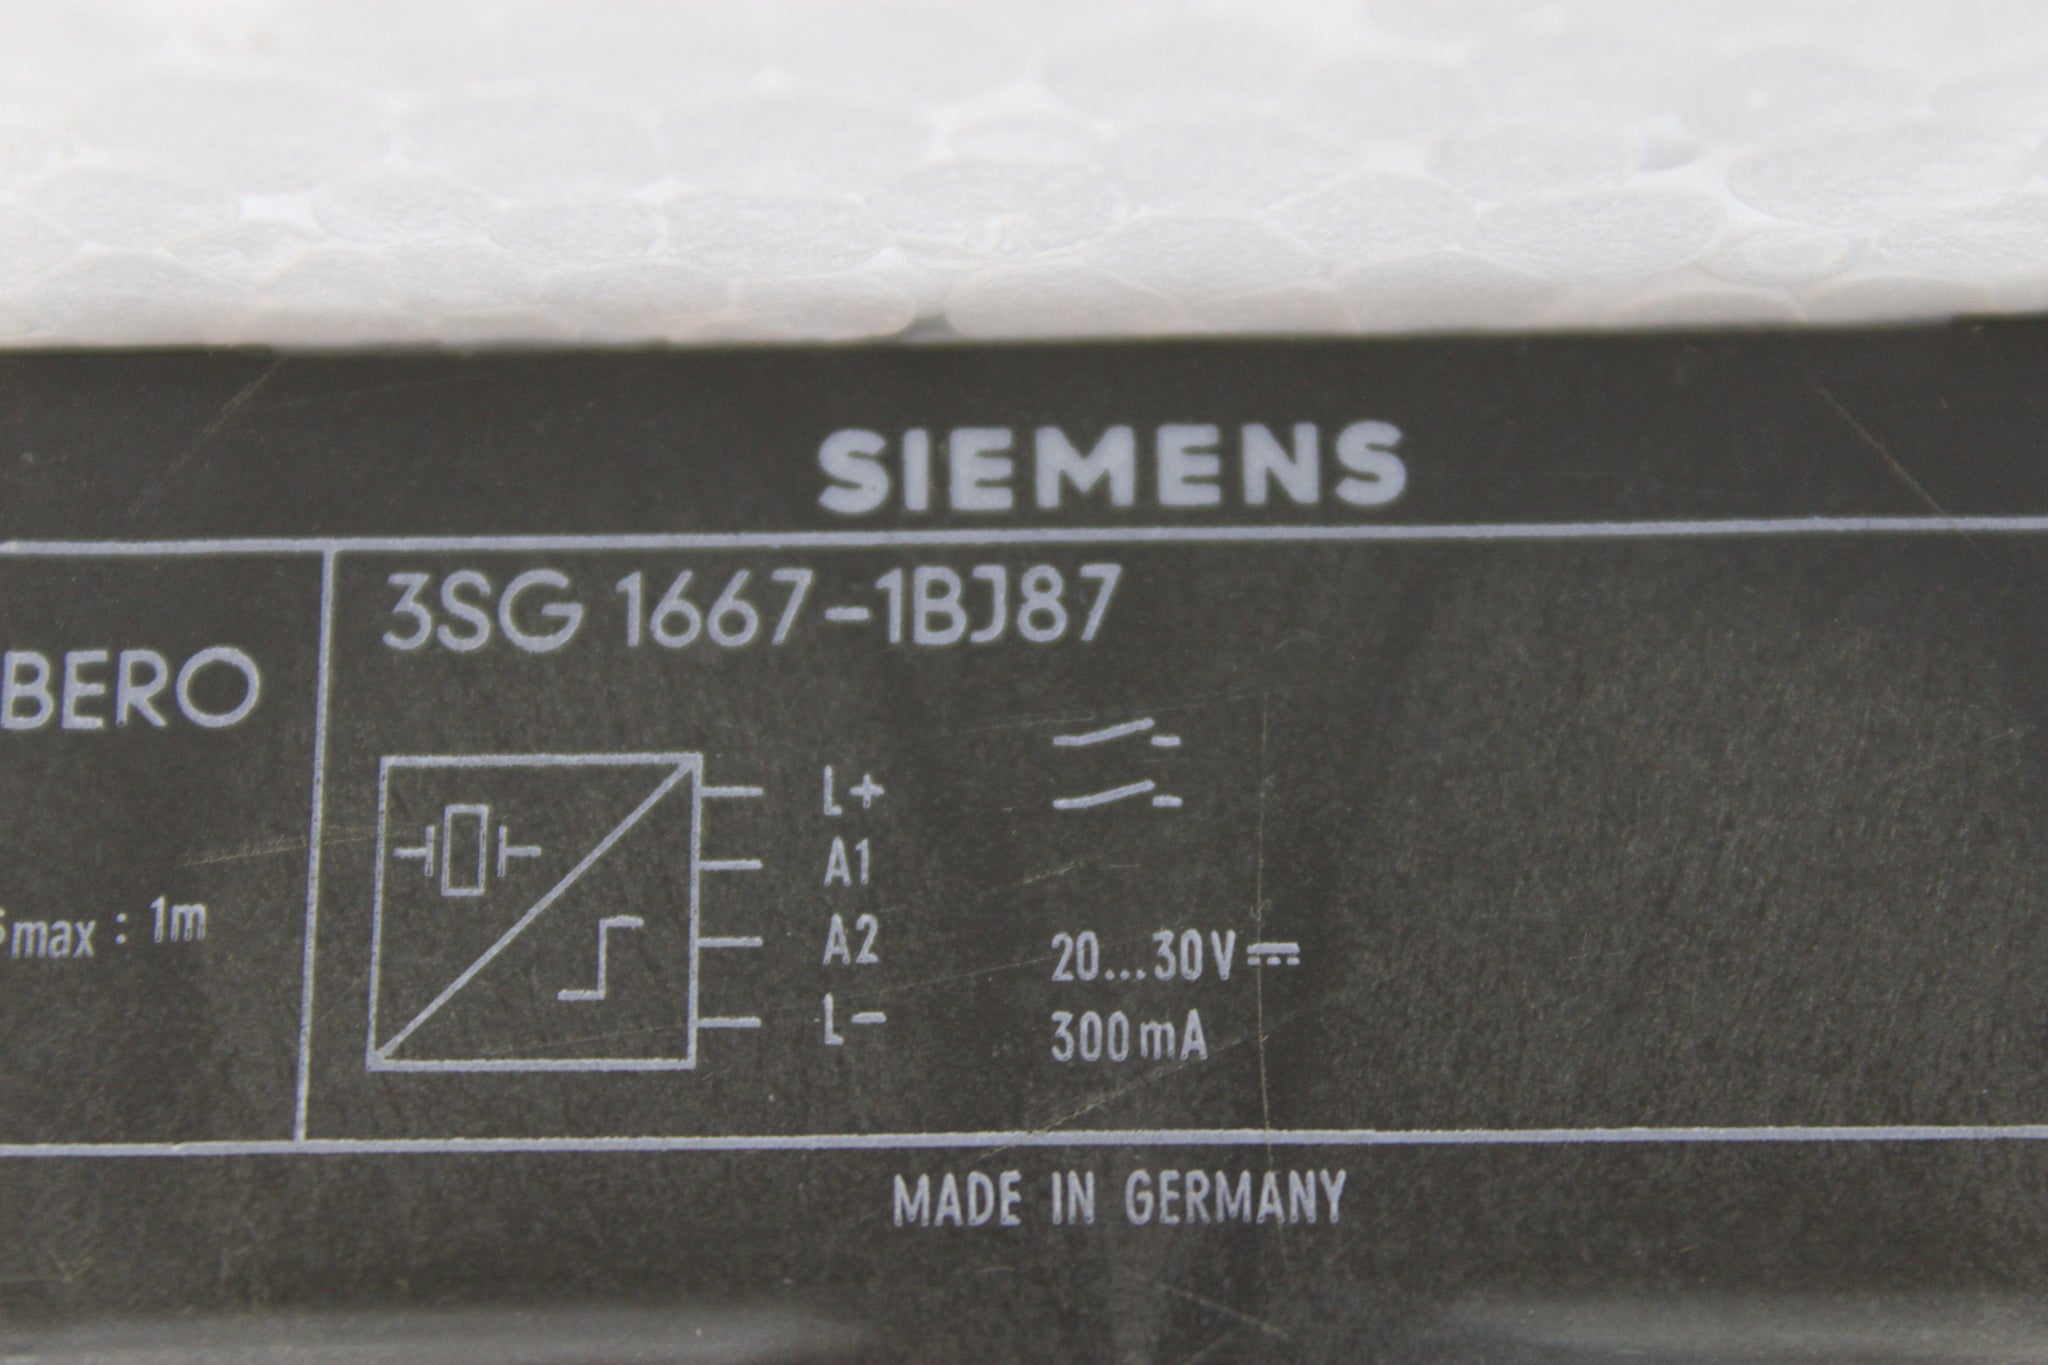 SIEMENS
3SG 1667-1BJ87
BERO
L+
A1
A2
L-
max : 1m
20...30V
300mA
MADE IN GERMANY